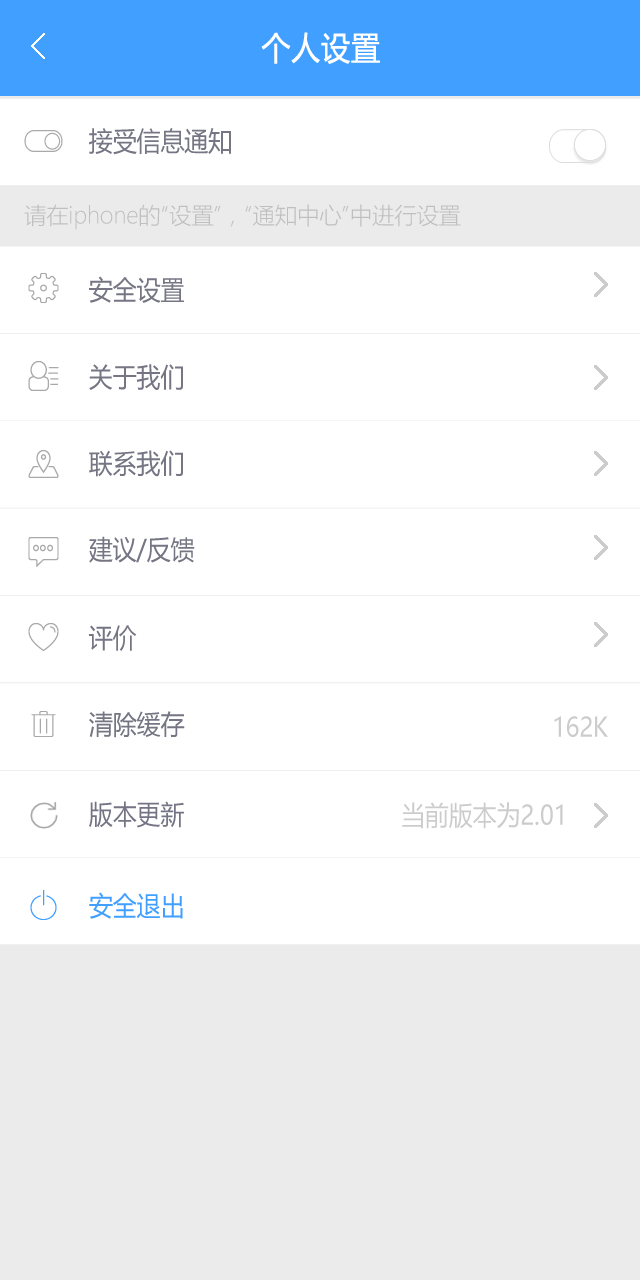 个人设置
接受信息通知
请在iphone的“设置”，“通知中心”中进行设置
安全设置
关于我们
联系我们
建议/反馈
评价
清除缓存 162K
版本更新 当前版本为2.01
安全退出